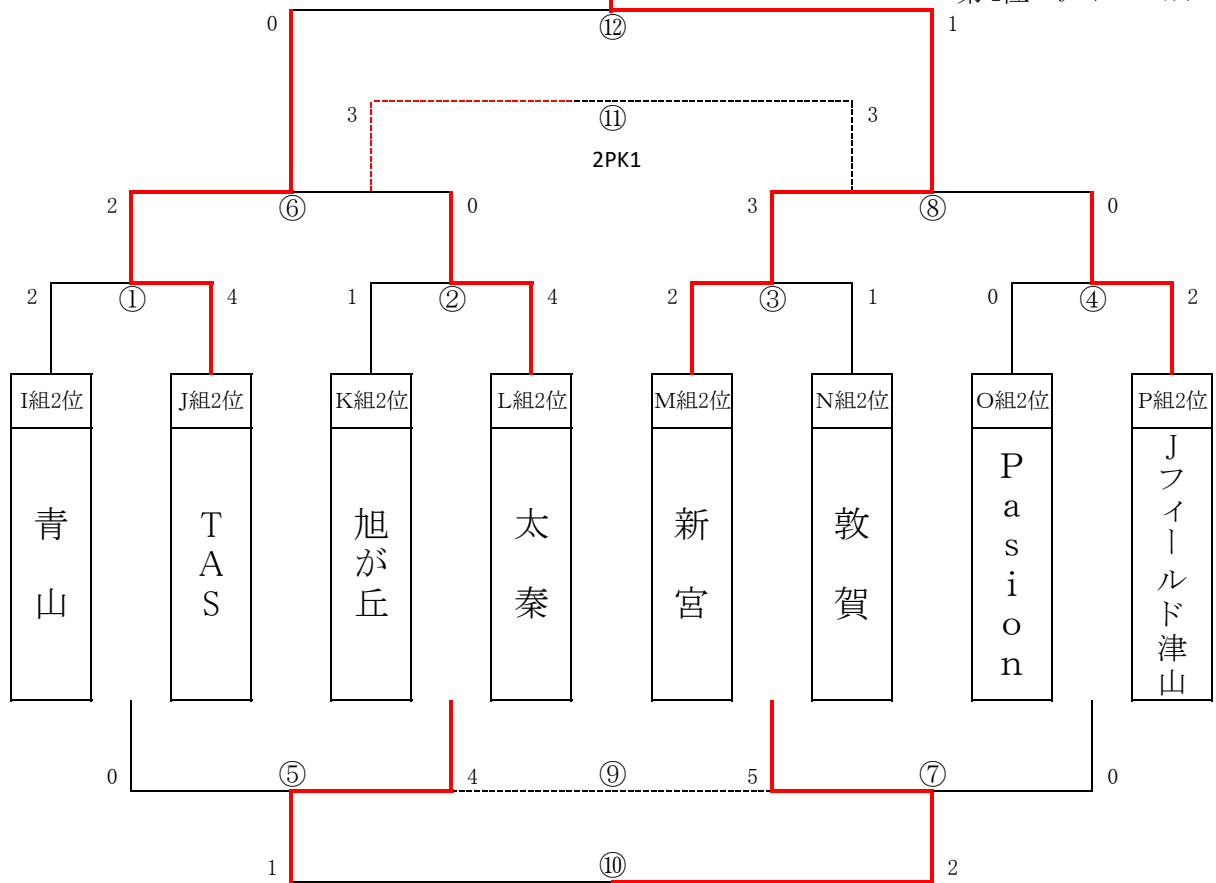 0 ⑫ 1
3 ⑪ 3
2PK1
2 ⑥ 0 3 ⑧ 0
2 ① 4 1 ② 4 2 ③ 1 0 ④ 2
I組2位 J組2位 K組2位 L組2位 M組2位 N組2位 O組2位 P組2位
青山 TAS 旭が丘 太秦 新宮 敦賀 Pasion Jフィールド津山
0 ⑤ 4 ⑨ 5 ⑦ 0
1 ⑩ 2